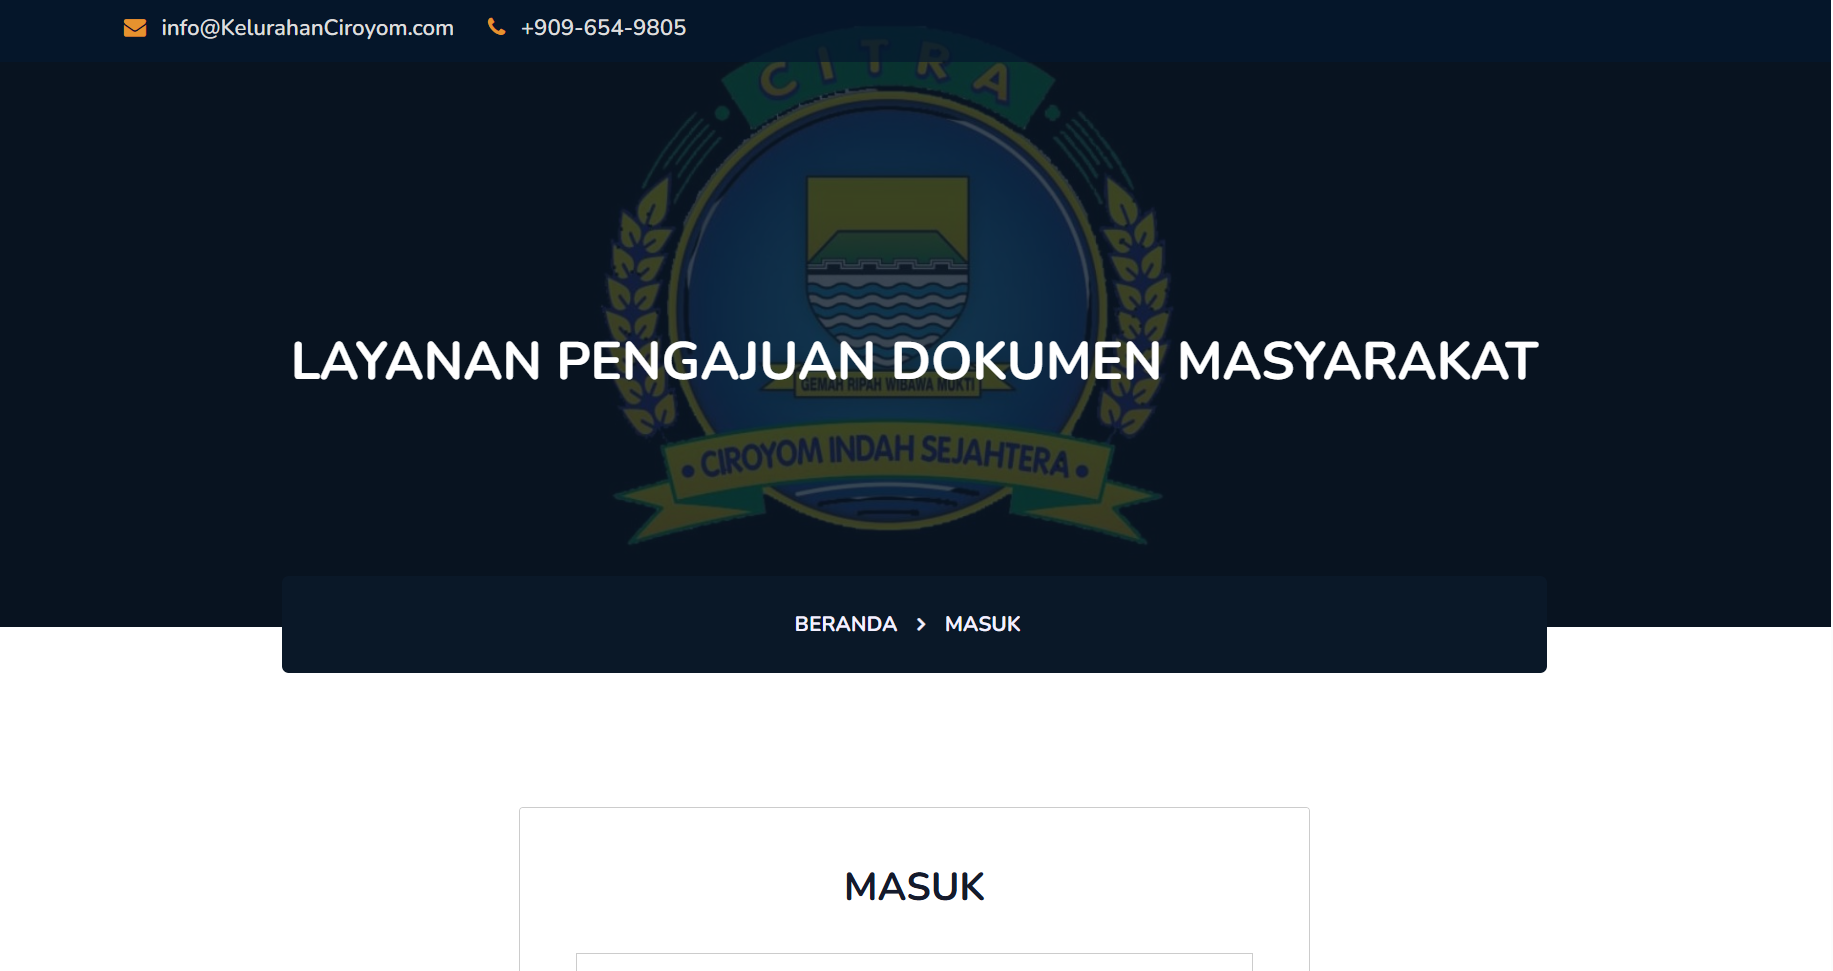 info@KelurahanCiroyom.com +909-654-9805
CITRA
LAYANAN PENGAJUAN DOKUMEN MASYARAKAT
GEMAH RIPAH WIBAWA MUKTI
CIROYOM INDAH SEJAHTERA
BERANDA > MASUK
MASUK